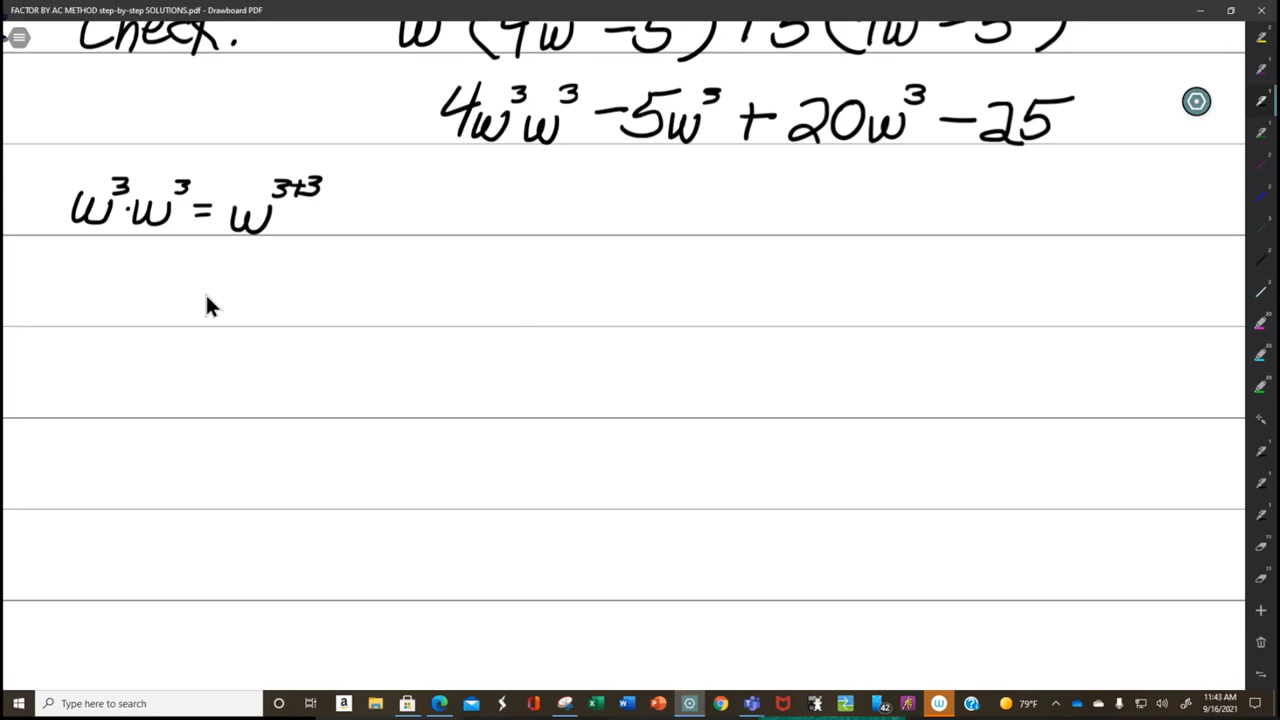 FACTOR BY AC METHOD step-by-step SOLUTIONS.pdf - Drawboard PDF
Check:
4w³w³ - 5w³ + 20w³ - 25
w³·w³ = w³⁺³
Type here to search
42
79°F
11:43 AM
9/16/2021